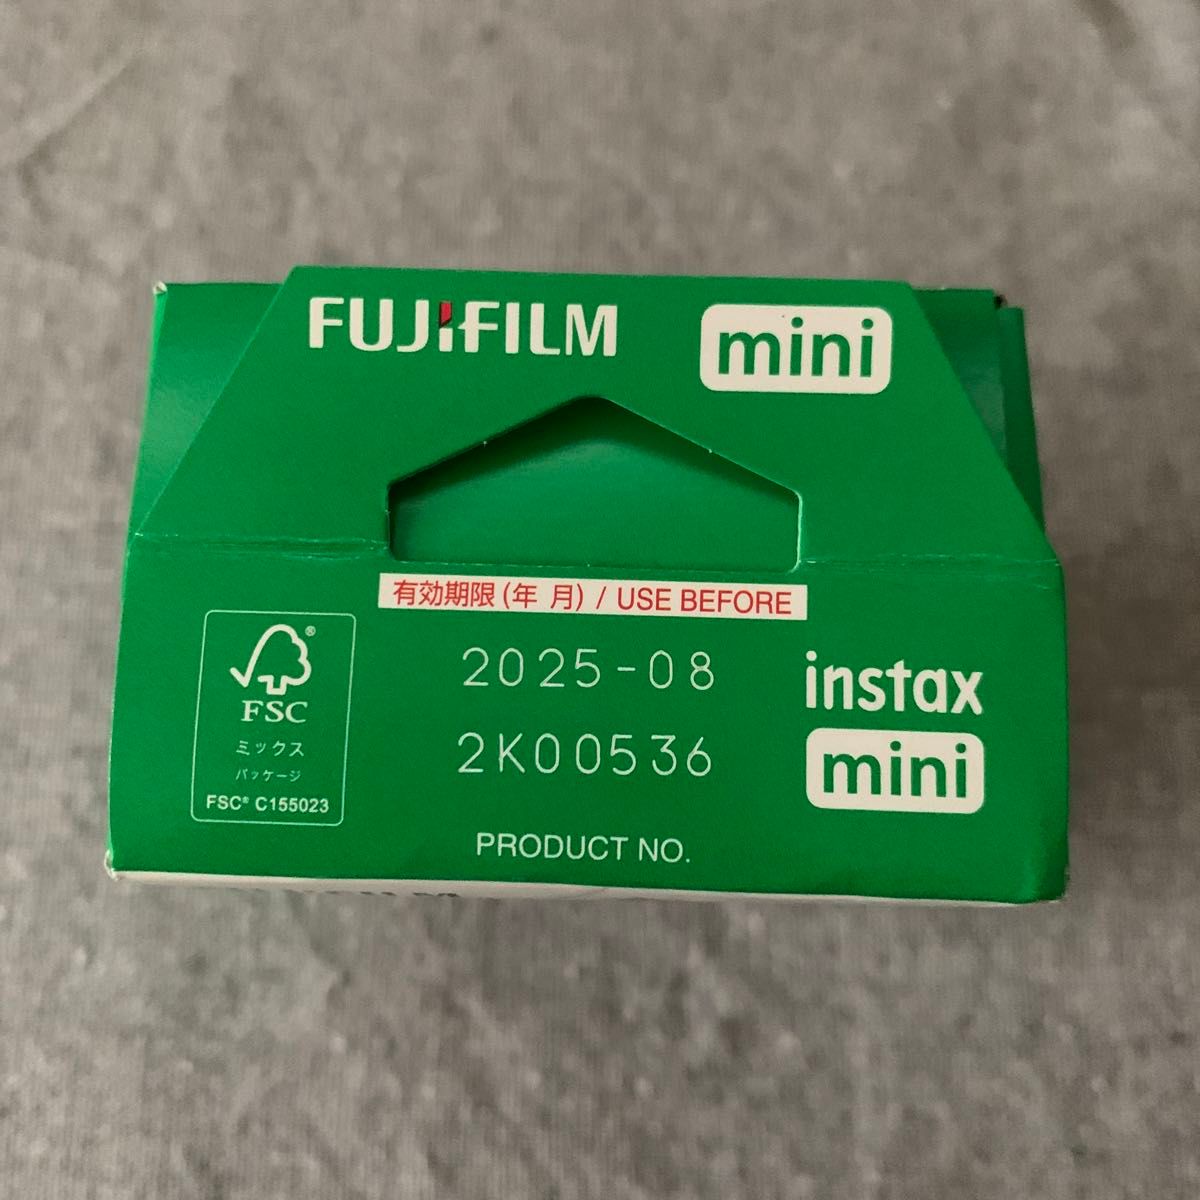 FUJIFILM mini
有効期限(年 月) / USE BEFORE
2025-08
2K00536
PRODUCT NO.
FSC®
ミックス
パッケージ
FSC® C155023
instax
mini